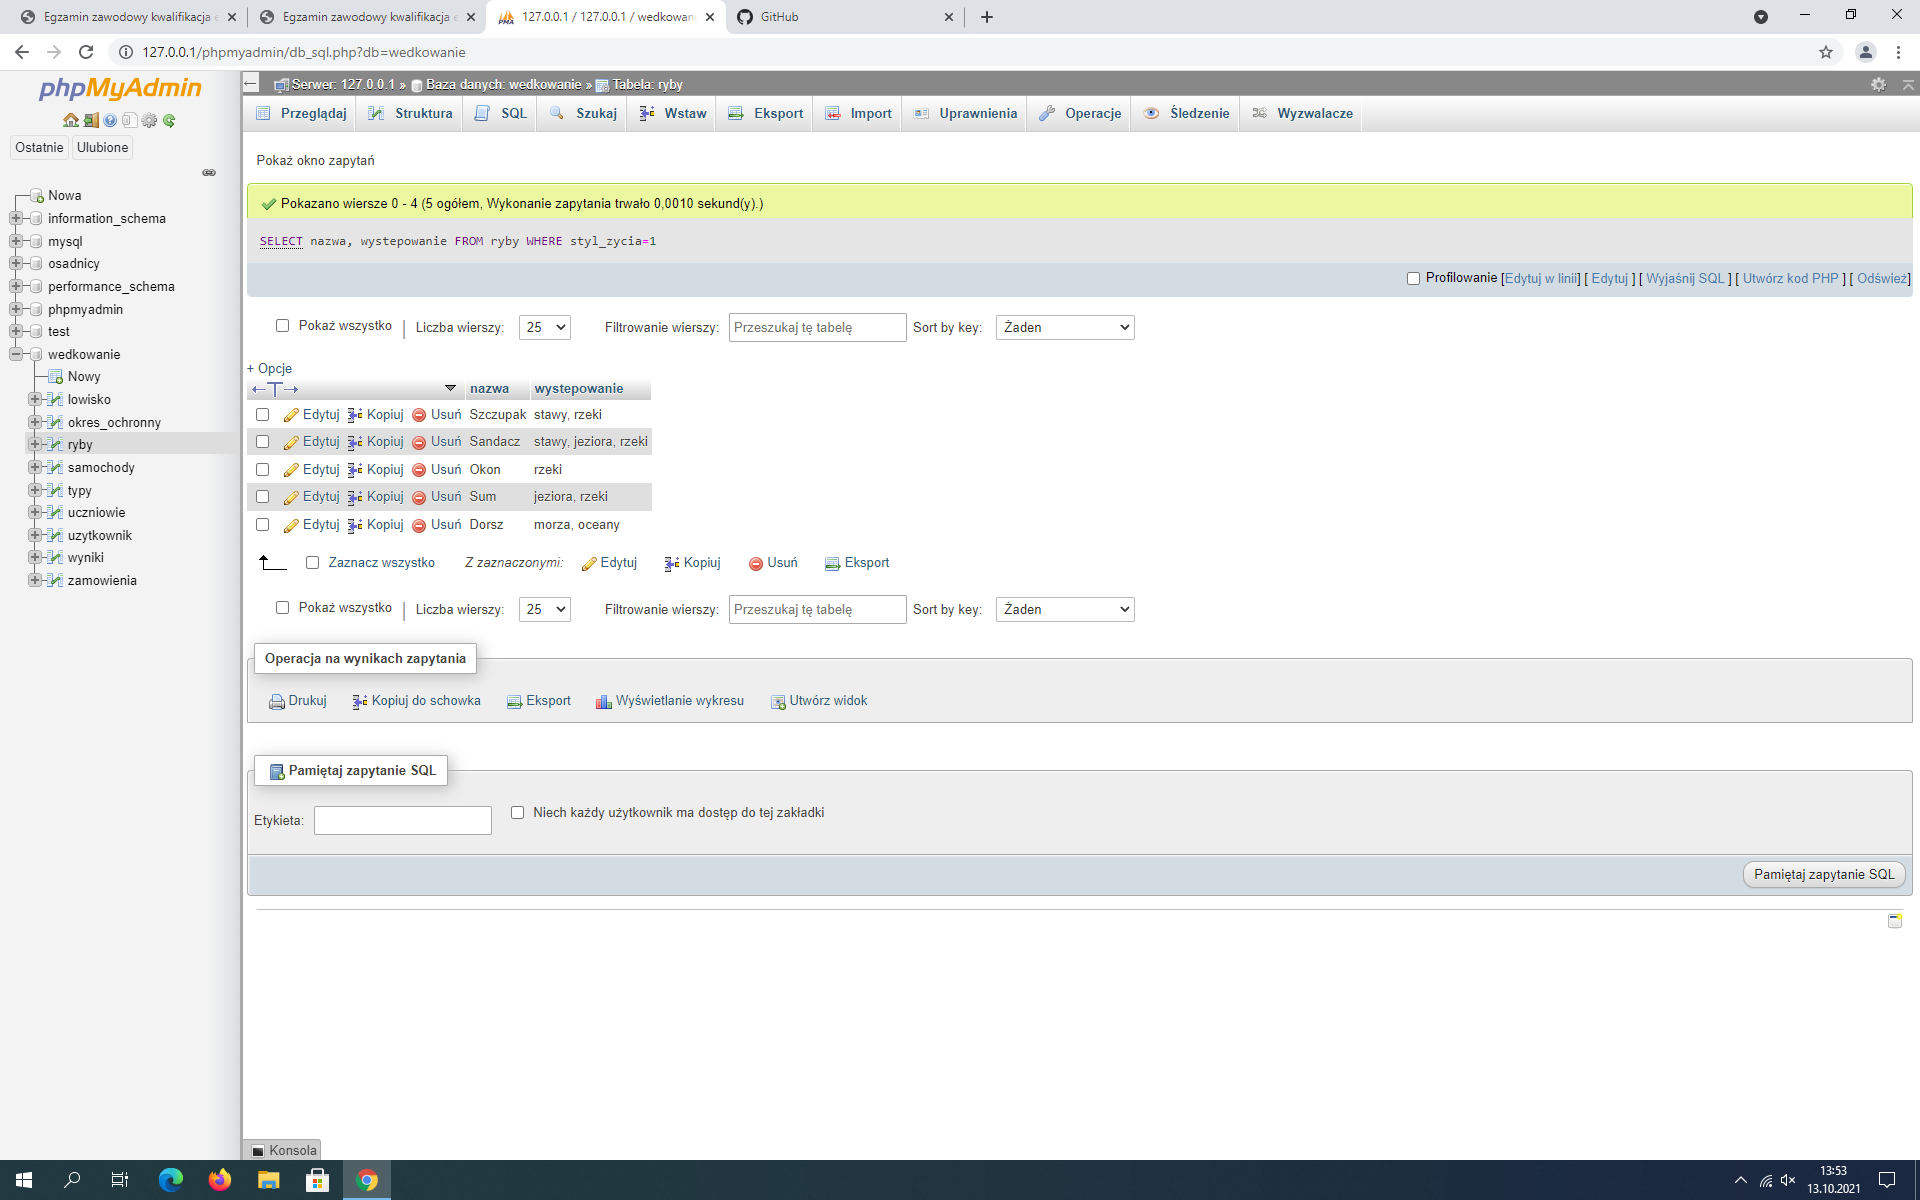 Egzamin zawodowy kwalifikacja e
Egzamin zawodowy kwalifikacja e
127.0.0.1 / 127.0.0.1 / wedkowani
GitHub
127.0.0.1/phpmyadmin/db_sql.php?db=wedkowanie
phpMyAdmin
Ostatnie
Ulubione
Nowa
information_schema
mysql
osadnicy
performance_schema
phpmyadmin
test
wedkowanie
Nowy
lowisko
okres_ochronny
ryby
samochody
typy
uczniowie
uzytkownik
wyniki
zamowienia
Serwer: 127.0.0.1 » Baza danych: wedkowanie » Tabela: ryby
Przeglądaj Struktura SQL Szukaj Wstaw Eksport Import Uprawnienia Operacje Śledzenie Wyzwalacze
Pokaż okno zapytań
Pokazano wiersze 0 - 4 (5 ogółem, Wykonanie zapytania trwało 0,0010 sekund(y).)
SELECT nazwa, wystepowanie FROM ryby WHERE styl_zycia=1
Profilowanie [Edytuj w linii] [ Edytuj ] [ Wyjaśnij SQL ] [ Utwórz kod PHP ] [ Odśwież]
Pokaż wszystko | Liczba wierszy: 25 Filtrowanie wierszy: Przeszukaj tę tabelę Sort by key: Żaden
+ Opcje
←T→ nazwa wystepowanie
Edytuj Kopiuj Usuń Szczupak stawy, rzeki
Edytuj Kopiuj Usuń Sandacz stawy, jeziora, rzeki
Edytuj Kopiuj Usuń Okon rzeki
Edytuj Kopiuj Usuń Sum jeziora, rzeki
Edytuj Kopiuj Usuń Dorsz morza, oceany
Zaznacz wszystko Z zaznaczonymi: Edytuj Kopiuj Usuń Eksport
Pokaż wszystko | Liczba wierszy: 25 Filtrowanie wierszy: Przeszukaj tę tabelę Sort by key: Żaden
Operacja na wynikach zapytania
Drukuj Kopiuj do schowka Eksport Wyświetlanie wykresu Utwórz widok
Pamiętaj zapytanie SQL
Etykieta: Niech każdy użytkownik ma dostęp do tej zakładki
Pamiętaj zapytanie SQL
Konsola
13:53
13.10.2021